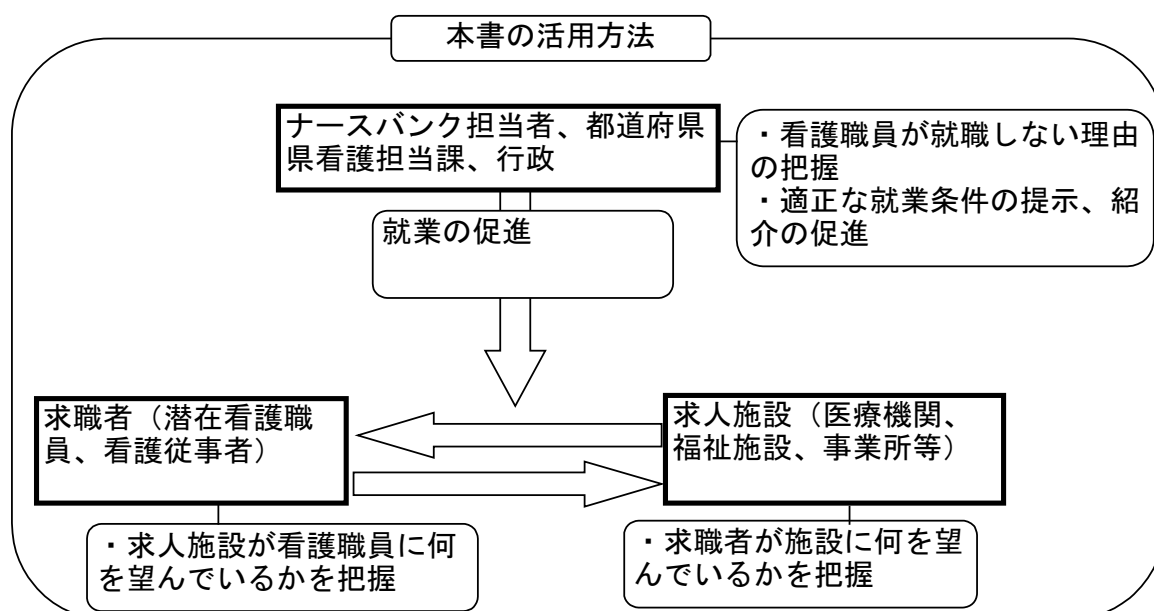 本書の活用方法
ナースバンク担当者、都道府県
県看護担当課、行政
・看護職員が就職しない理由
の把握
・適正な就業条件の提示、紹
介の促進
就業の促進
求職者（潜在看護職
員、看護従事者）
求人施設（医療機関、
福祉施設、事業所等）
・求人施設が看護職員に何
を望んでいるかを把握
・求職者が施設に何を望
んでいるかを把握